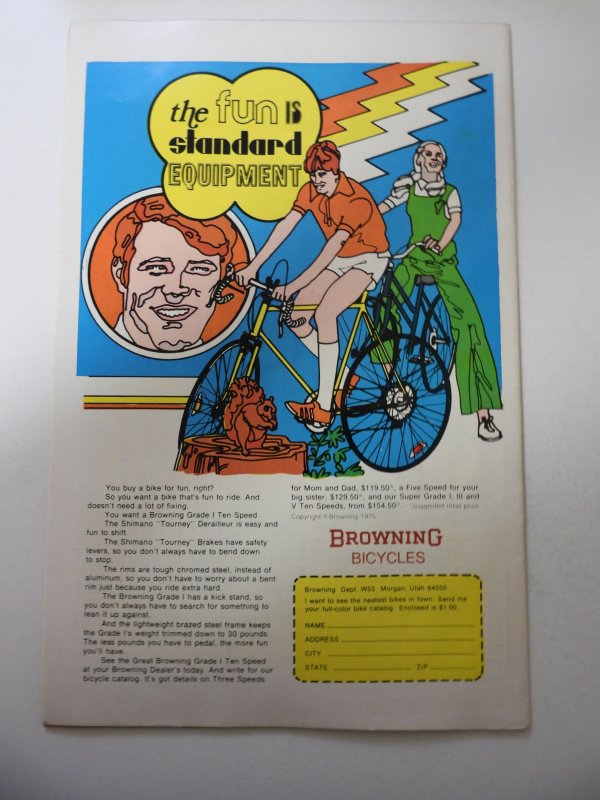 the fun IS
standard
EQUIPMENT
You buy a bike for fun, right?
So you want a bike that's fun to ride. And
doesn't need a lot of fixing.
You want a Browning Grade I Ten Speed.
The Shimano "Tourney" Derailleur is easy and
fun to shift.
The Shimano "Tourney" Brakes have safety
levers, so you don't always have to bend down
to stop.
The rims are tough chromed steel, instead of
aluminum, so you don't have to worry about a bent
rim just because you ride extra hard.
The Browning Grade I has a kick stand, so
you don't always have to search for something to
lean it up against.
And the lightweight brazed steel frame keeps
the Grade I's weight trimmed down to 30 pounds.
The less pounds you have to pedal, the more fun
you'll have.
See the Great Browning Grade I Ten Speed
at your Browning Dealer's today. And write for our
bicycle catalog. It's got details on Three Speeds
for Mom and Dad, $119.50*, a Five Speed for your
big sister, $129.50*, and our Super Grade I, III and
V Ten Speeds, from $154.50*. *suggested retail price
Copyright © Browning 1975
BROWNING
BICYCLES
Browning Dept W53 Morgan, Utah 84050
I want to see the neatest bikes in town. Send me
your full-color bike catalog. Enclosed is $1.00.
NAME
ADDRESS
CITY
STATE ZIP